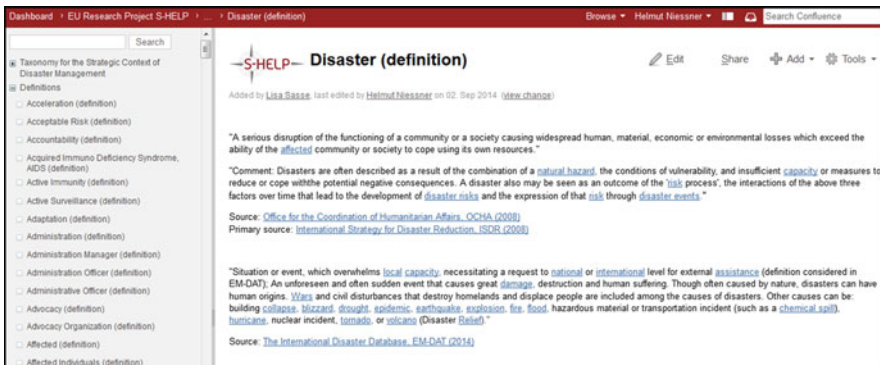 Dashboard › EU Research Project S-HELP › ... › Disaster (definition)
Browse Helmut Niessner Search Confluence
Search
Taxonomy for the Strategic Context of
Disaster Management
Definitions
Acceleration (definition)
Acceptable Risk (definition)
Accountability (definition)
Acquired Immuno Deficiency Syndrome,
AIDS (definition)
Active Immunity (definition)
Active Surveillance (definition)
Adaptation (definition)
Administration (definition)
Administration Manager (definition)
Administration Officer (definition)
Administrative Officer (definition)
Advocacy (definition)
Advocacy Organization (definition)
Affected (definition)
Affected Individuals (definition)
S-HELP Disaster (definition)
Edit Share Add Tools
Added by Lisa Sasse, last edited by Helmut Niessner on 02. Sep 2014 (view change)
"A serious disruption of the functioning of a community or a society causing widespread human, material, economic or environmental losses which exceed the
ability of the affected community or society to cope using its own resources."
"Comment: Disasters are often described as a result of the combination of a natural hazard, the conditions of vulnerability, and insufficient capacity or measures to
reduce or cope withthe potential negative consequences. A disaster also may be seen as an outcome of the 'risk process', the interactions of the above three
factors over time that lead to the development of disaster risks and the expression of that risk through disaster events."
Source: Office for the Coordination of Humanitarian Affairs, OCHA (2008)
Primary source: International Strategy for Disaster Reduction, ISDR (2008)
"Situation or event, which overwhelms local capacity, necessitating a request to national or international level for external assistance (definition considered in
EM-DAT); An unforeseen and often sudden event that causes great damage, destruction and human suffering. Though often caused by nature, disasters can have
human origins. Wars and civil disturbances that destroy homelands and displace people are included among the causes of disasters. Other causes can be:
building collapse, blizzard, drought, epidemic, earthquake, explosion, fire, flood, hazardous material or transportation incident (such as a chemical spill),
hurricane, nuclear incident, tornado, or volcano (Disaster Relief)."
Source: The International Disaster Database, EM-DAT (2014)